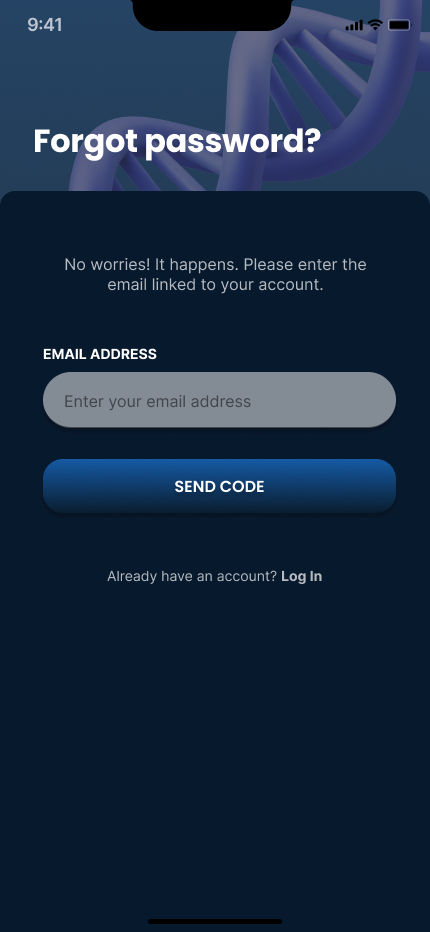 9:41
Forgot password?
No worries! It happens. Please enter the
email linked to your account.
EMAIL ADDRESS
Enter your email address
SEND CODE
Already have an account? Log In